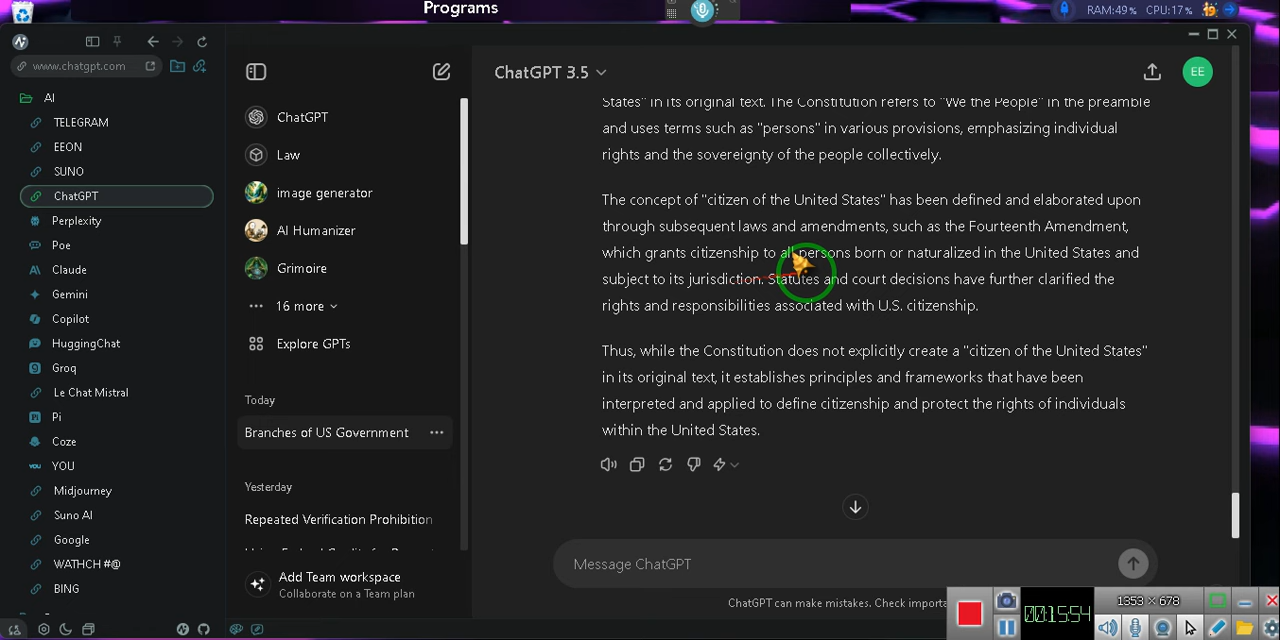 Programs
RAM:49%
CPU:17%
19
www.chatgpt.com
AI
TELEGRAM
EEON
SUNO
ChatGPT
Perplexity
Poe
Claude
Gemini
Copilot
HuggingChat
Groq
Le Chat Mistral
Pi
Coze
YOU
Midjourney
Suno AI
Google
WATHCH #@
BING
ChatGPT
Law
image generator
AI Humanizer
Grimoire
16 more
Explore GPTs
Today
Branches of US Government
Yesterday
Repeated Verification Prohibition
Add Team workspace
Collaborate on a Team plan
ChatGPT 3.5
EE
States" in its original text. The Constitution refers to "We the People" in the preamble
and uses terms such as "persons" in various provisions, emphasizing individual
rights and the sovereignty of the people collectively.
The concept of "citizen of the United States" has been defined and elaborated upon
through subsequent laws and amendments, such as the Fourteenth Amendment,
which grants citizenship to all persons born or naturalized in the United States and
subject to its jurisdiction. Statutes and court decisions have further clarified the
rights and responsibilities associated with U.S. citizenship.
Thus, while the Constitution does not explicitly create a "citizen of the United States"
in its original text, it establishes principles and frameworks that have been
interpreted and applied to define citizenship and protect the rights of individuals
within the United States.
Message ChatGPT
ChatGPT can make mistakes. Check importa
1353 × 678
00:15:54